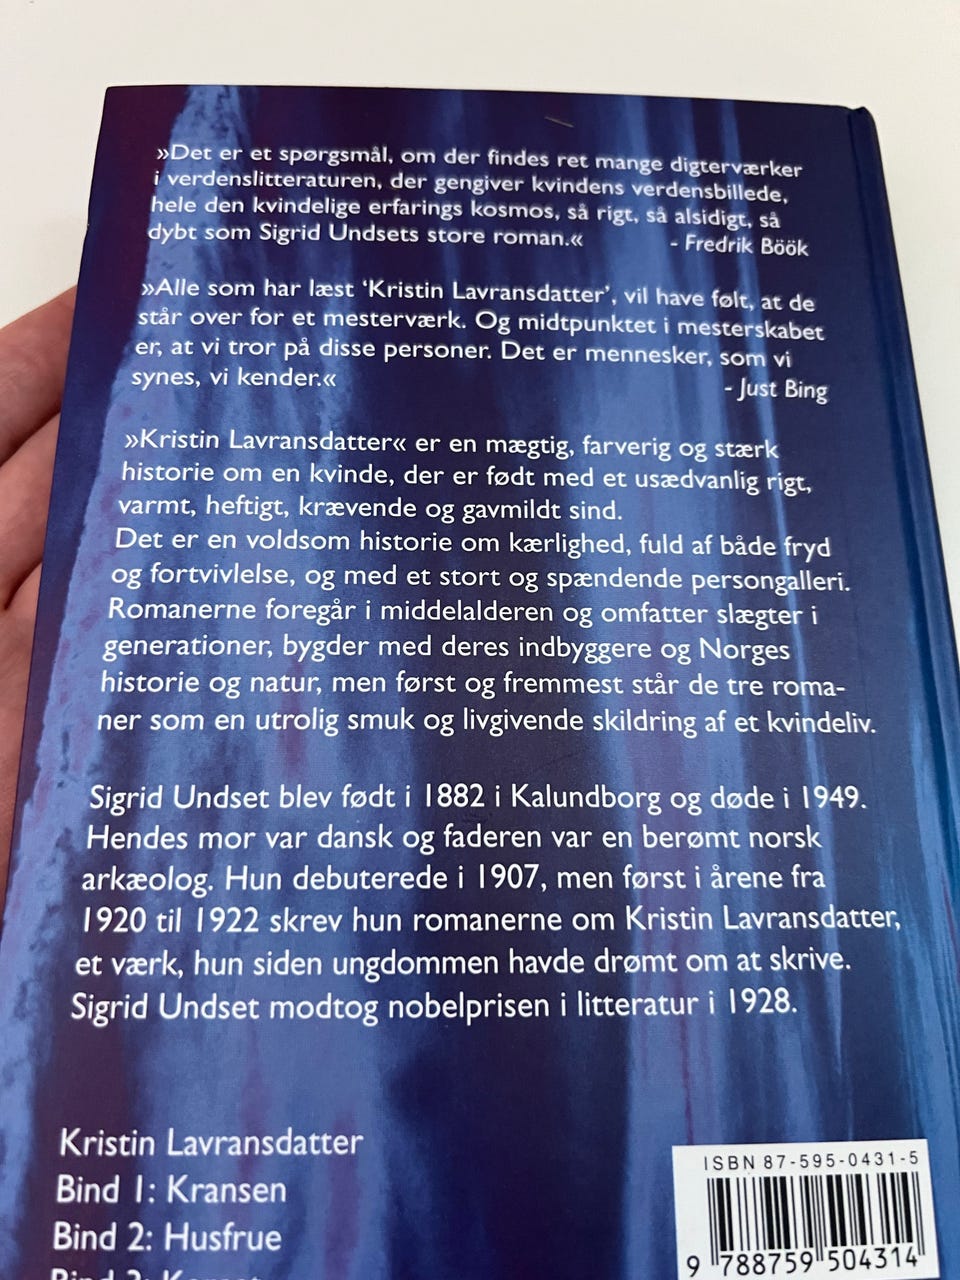 »Det er et spørgsmål, om der findes ret mange digterværker
i verdenslitteraturen, der gengiver kvindens verdensbillede,
hele den kvindelige erfarings kosmos, så rigt, så alsidigt, så
dybt som Sigrid Undsets store roman.« - Fredrik Böök
»Alle som har læst ‘Kristin Lavransdatter’, vil have følt, at de
står over for et mesterværk. Og midtpunktet i mesterskabet
er, at vi tror på disse personer. Det er mennesker, som vi
synes, vi kender.« - Just Bing
»Kristin Lavransdatter« er en mægtig, farverig og stærk
historie om en kvinde, der er født med et usædvanlig rigt,
varmt, heftigt, krævende og gavmildt sind.
Det er en voldsom historie om kærlighed, fuld af både fryd
og fortvivlelse, og med et stort og spændende persongalleri.
Romanerne foregår i middelalderen og omfatter slægter i
generationer, bygder med deres indbyggere og Norges
historie og natur, men først og fremmest står de tre roma-
ner som en utrolig smuk og livgivende skildring af et kvindeliv.
Sigrid Undset blev født i 1882 i Kalundborg og døde i 1949.
Hendes mor var dansk og faderen var en berømt norsk
arkæolog. Hun debuterede i 1907, men først i årene fra
1920 til 1922 skrev hun romanerne om Kristin Lavransdatter,
et værk, hun siden ungdommen havde drømt om at skrive.
Sigrid Undset modtog nobelprisen i litteratur i 1928.
Kristin Lavransdatter
Bind 1: Kransen
Bind 2: Husfrue
ISBN 87-595-0431-5
9 788759 504314